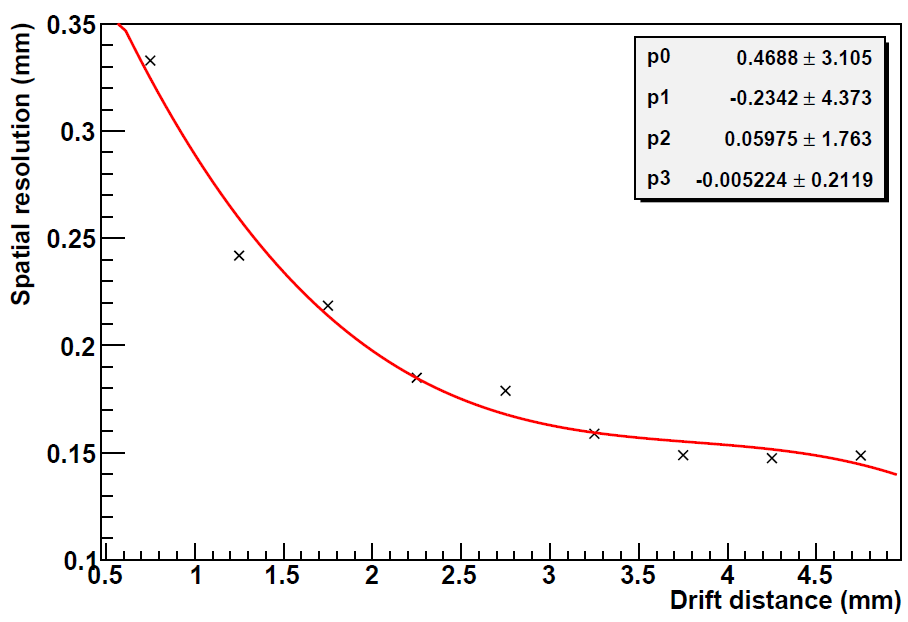 Spatial resolution (mm)
0.35
0.3
0.25
0.2
0.15
0.1
p0 0.4688 ± 3.105
p1 -0.2342 ± 4.373
p2 0.05975 ± 1.763
p3 -0.005224 ± 0.2119
0.5 1 1.5 2 2.5 3 3.5 4 4.5
Drift distance (mm)